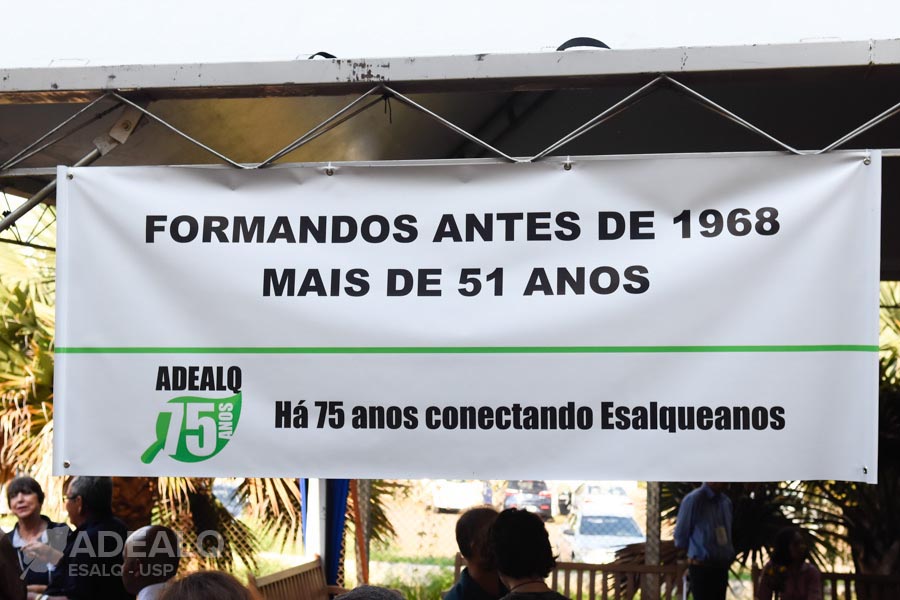 FORMANDOS ANTES DE 1968
MAIS DE 51 ANOS
ADEALQ
75 ANOS
Há 75 anos conectando Esalqueanos
ADEALQ
ESALQ - USP